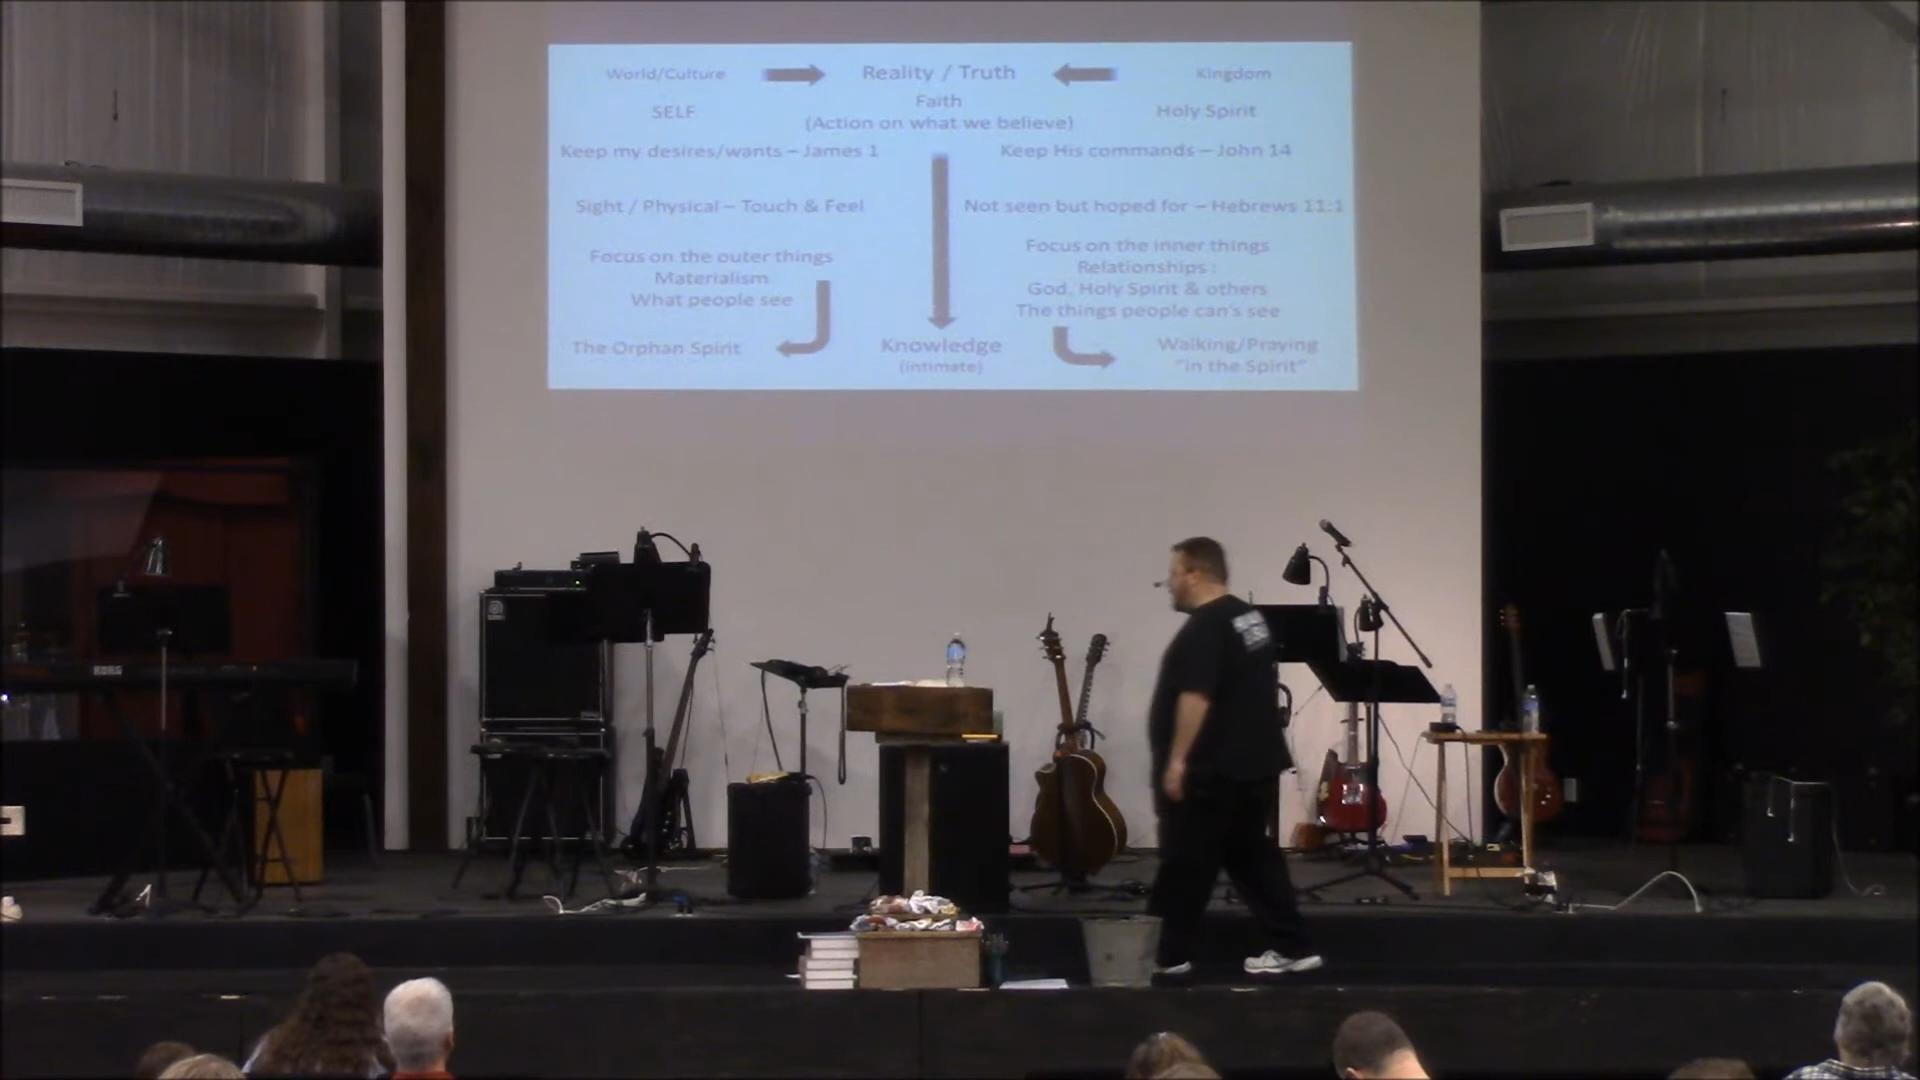 World/Culture
Reality / Truth
Kingdom
SELF
Faith
(Action on what we believe)
Holy Spirit
Keep my desires/wants – James 1
Keep His commands – John 14
Sight / Physical – Touch & Feel
Not seen but hoped for – Hebrews 11:1
Focus on the outer things
Materialism
What people see
Focus on the inner things
Relationships :
God, Holy Spirit & others
The things people can's see
The Orphan Spirit
Knowledge
(intimate)
Walking/Praying
"in the Spirit"
KORG